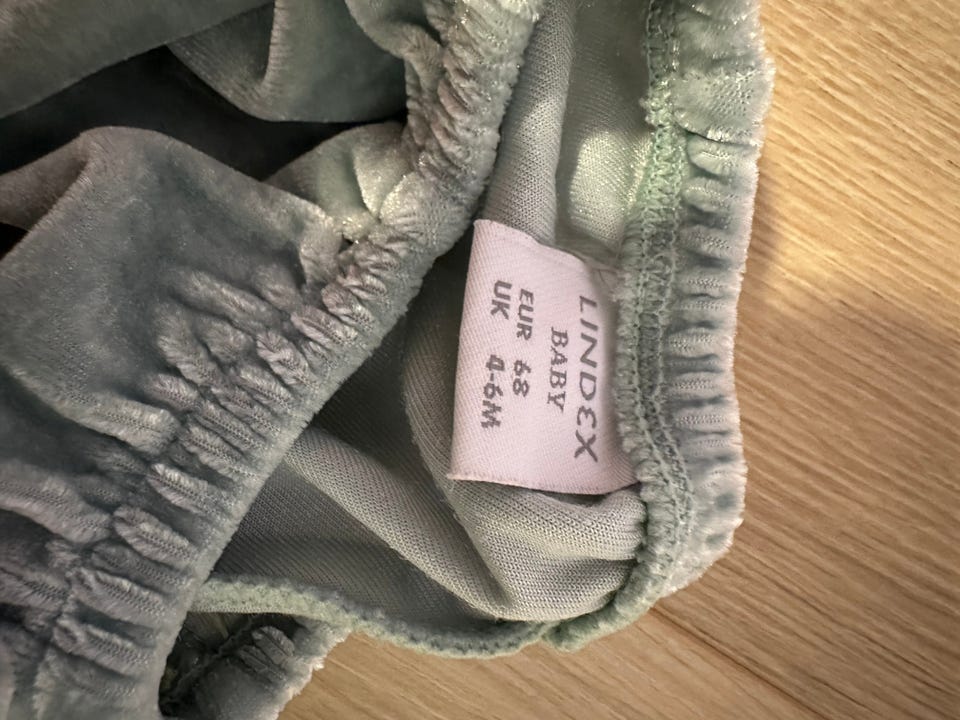 LINDEX
BABY
EUR 68
UK 4-6M